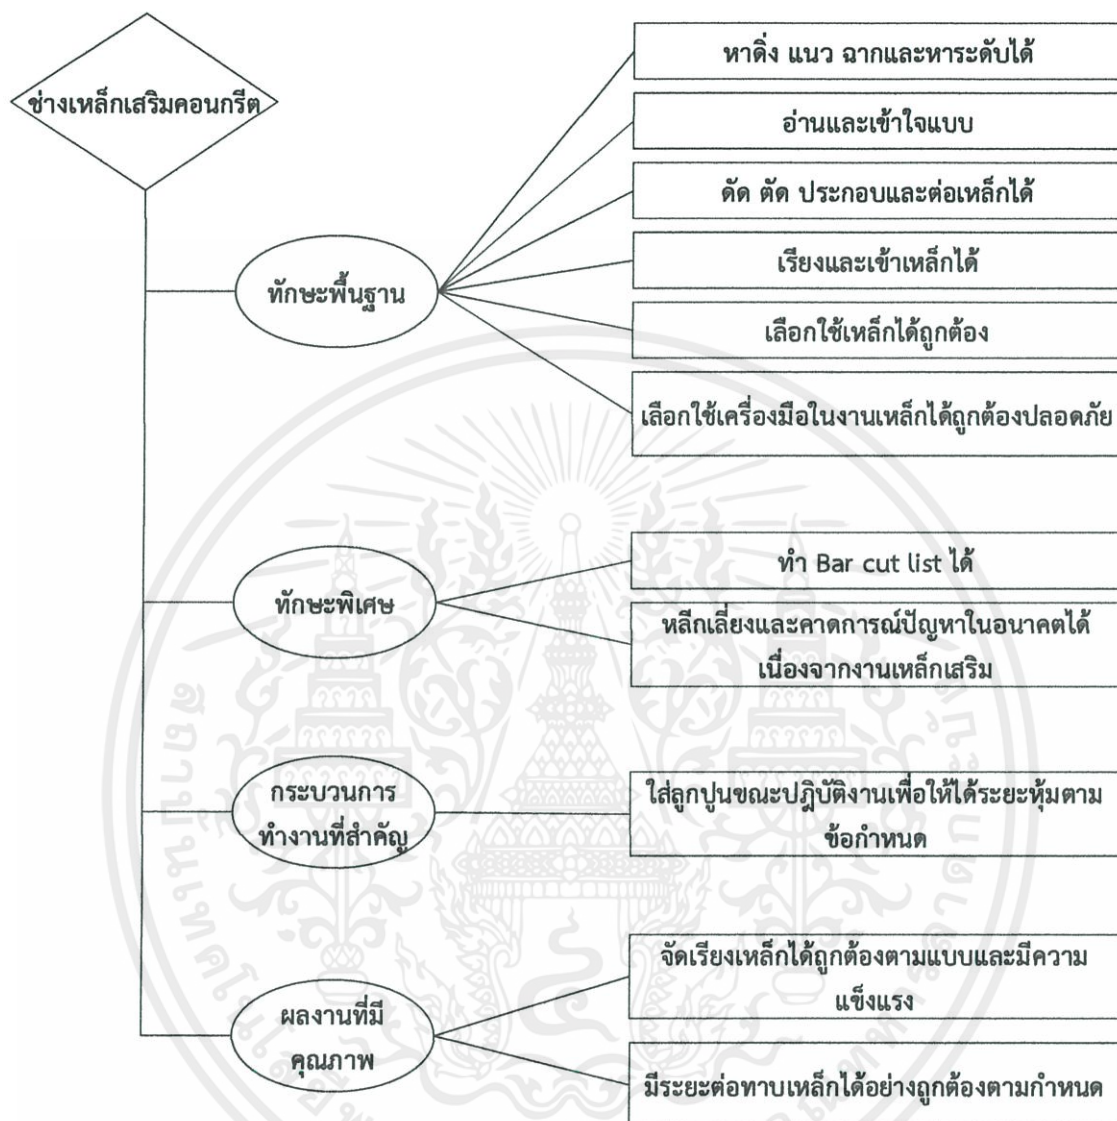 ช่างเหล็กเสริมคอนกรีต
ทักษะพื้นฐาน
หาดิ่ง แนว ฉากและหาระดับได้
อ่านและเข้าใจแบบ
ดัด ตัด ประกอบและต่อเหล็กได้
เรียงและเข้าเหล็กได้
เลือกใช้เหล็กได้ถูกต้อง
เลือกใช้เครื่องมือในงานเหล็กได้ถูกต้องปลอดภัย
ทักษะพิเศษ
ทำ Bar cut list ได้
หลีกเลี่ยงและคาดการณ์ปัญหาในอนาคตได้
เนื่องจากงานเหล็กเสริม
กระบวนการ
ทำงานที่สำคัญ
ใส่ลูกปูนขณะปฏิบัติงานเพื่อให้ได้ระยะหุ้มตาม
ข้อกำหนด
ผลงานที่มี
คุณภาพ
จัดเรียงเหล็กได้ถูกต้องตามแบบและมีความ
แข็งแรง
มีระยะต่อทาบเหล็กได้อย่างถูกต้องตามกำหนด